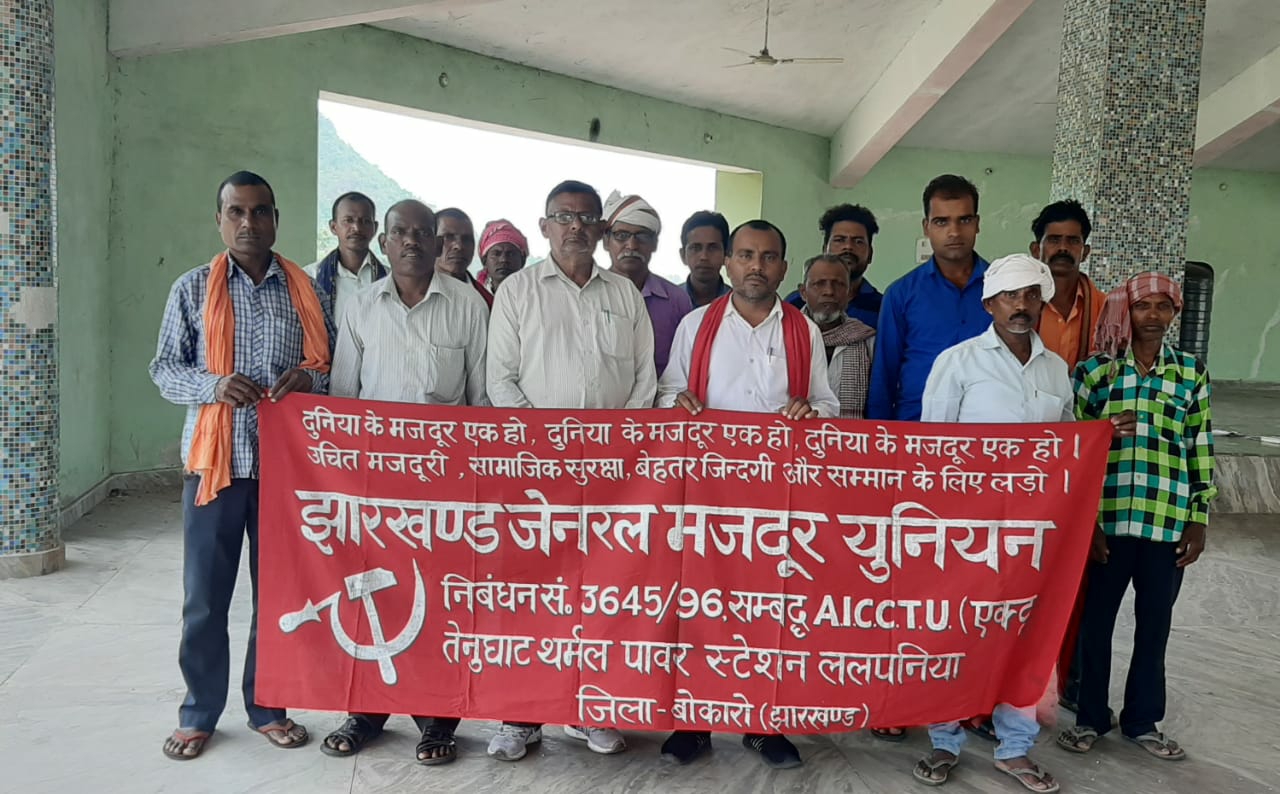 दुनिया के मजदूर एक हो, दुनिया के मजदूर एक हो, दुनिया के मजदूर एक हो।
उचित मजदूरी, सामाजिक सुरक्षा, बेहतर जिन्दगी और सम्मान के लिए लड़ो।
झारखण्ड जेनरल मजदूर युनियन
निबंधन सं॰ 3645/96, सम्बद्ध A.I.C.C.T.U. (एक्टू
तेनुघाट थर्मल पावर स्टेशन ललपनिया
जिला-बोकारो (झारखण्ड)